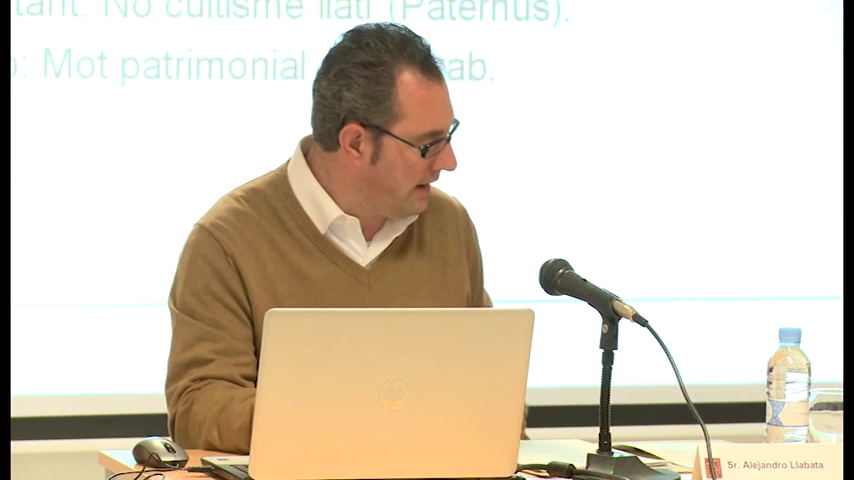 tant. No cultisme llatí (Paternus).
: Mot patrimonial ab.
Sr. Alejandro Llabata